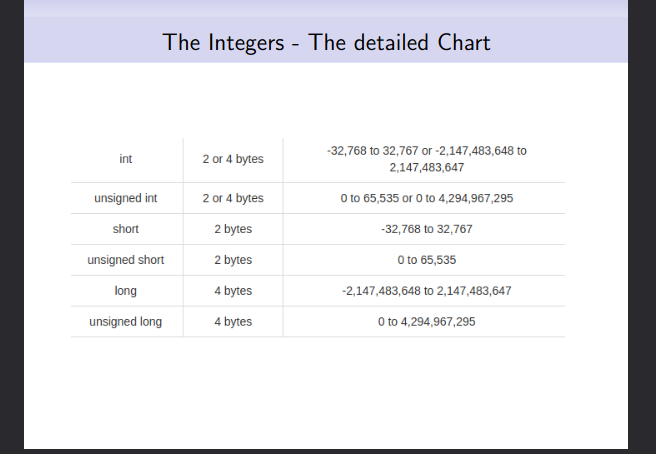 The Integers - The detailed Chart
int 2 or 4 bytes -32,768 to 32,767 or -2,147,483,648 to
2,147,483,647
unsigned int 2 or 4 bytes 0 to 65,535 or 0 to 4,294,967,295
short 2 bytes -32,768 to 32,767
unsigned short 2 bytes 0 to 65,535
long 4 bytes -2,147,483,648 to 2,147,483,647
unsigned long 4 bytes 0 to 4,294,967,295